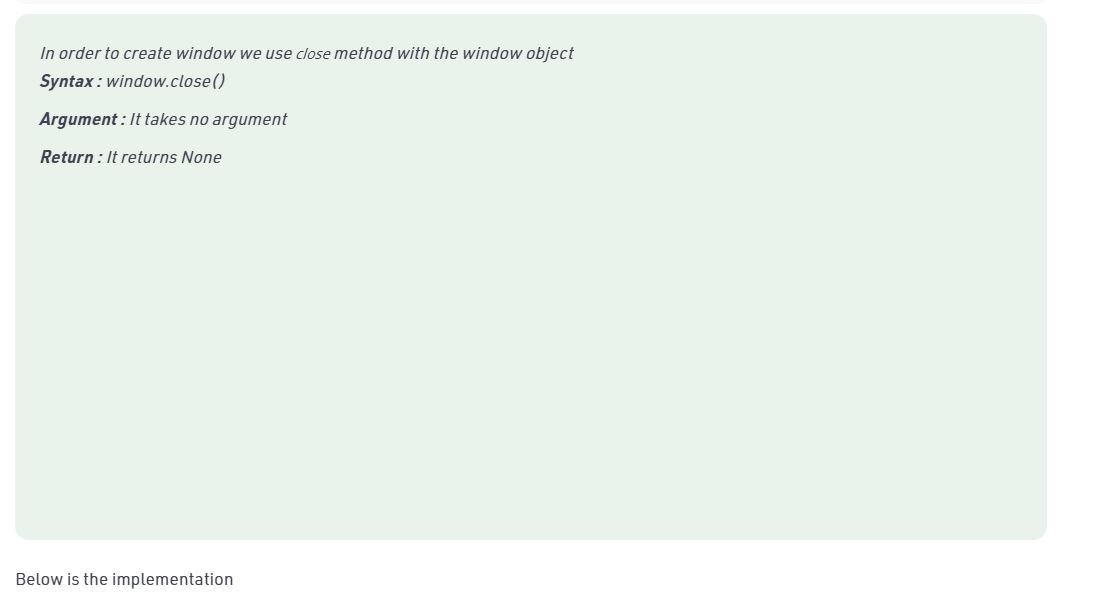 In order to create window we use close method with the window object
Syntax : window.close()
Argument : It takes no argument
Return : It returns None
Below is the implementation